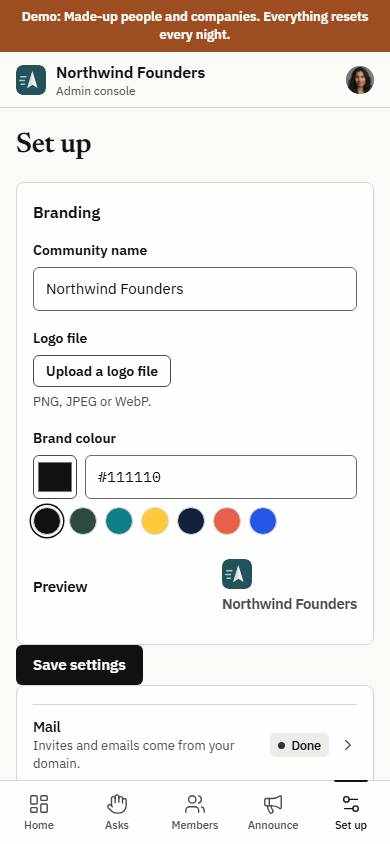 Demo: Made-up people and companies. Everything resets
every night.
Northwind Founders
Admin console
Set up
Branding
Community name
Northwind Founders
Logo file
Upload a logo file
PNG, JPEG or WebP.
Brand colour
#111110
Preview
Northwind Founders
Save settings
Mail
Invites and emails come from your
domain.
Done
Home
Asks
Members
Announce
Set up